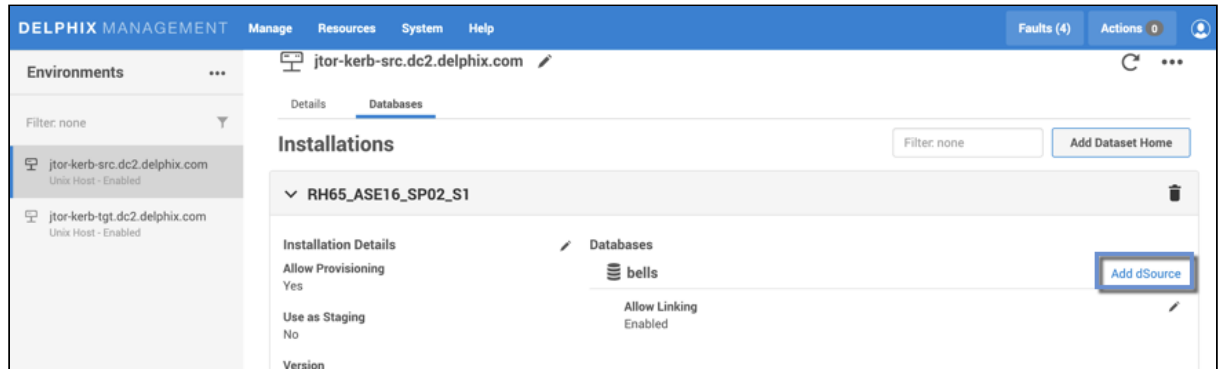 DELPHIX MANAGEMENT Manage Resources System Help Faults (4) Actions 0
Environments
jtor-kerb-src.dc2.delphix.com
Details Databases
Filter: none
Installations
Filter: none
Add Dataset Home
jtor-kerb-src.dc2.delphix.com
Unix Host - Enabled
RH65_ASE16_SP02_S1
jtor-kerb-tgt.dc2.delphix.com
Unix Host - Enabled
Installation Details
Databases
Allow Provisioning
Yes
bells
Add dSource
Use as Staging
No
Allow Linking
Enabled
Version